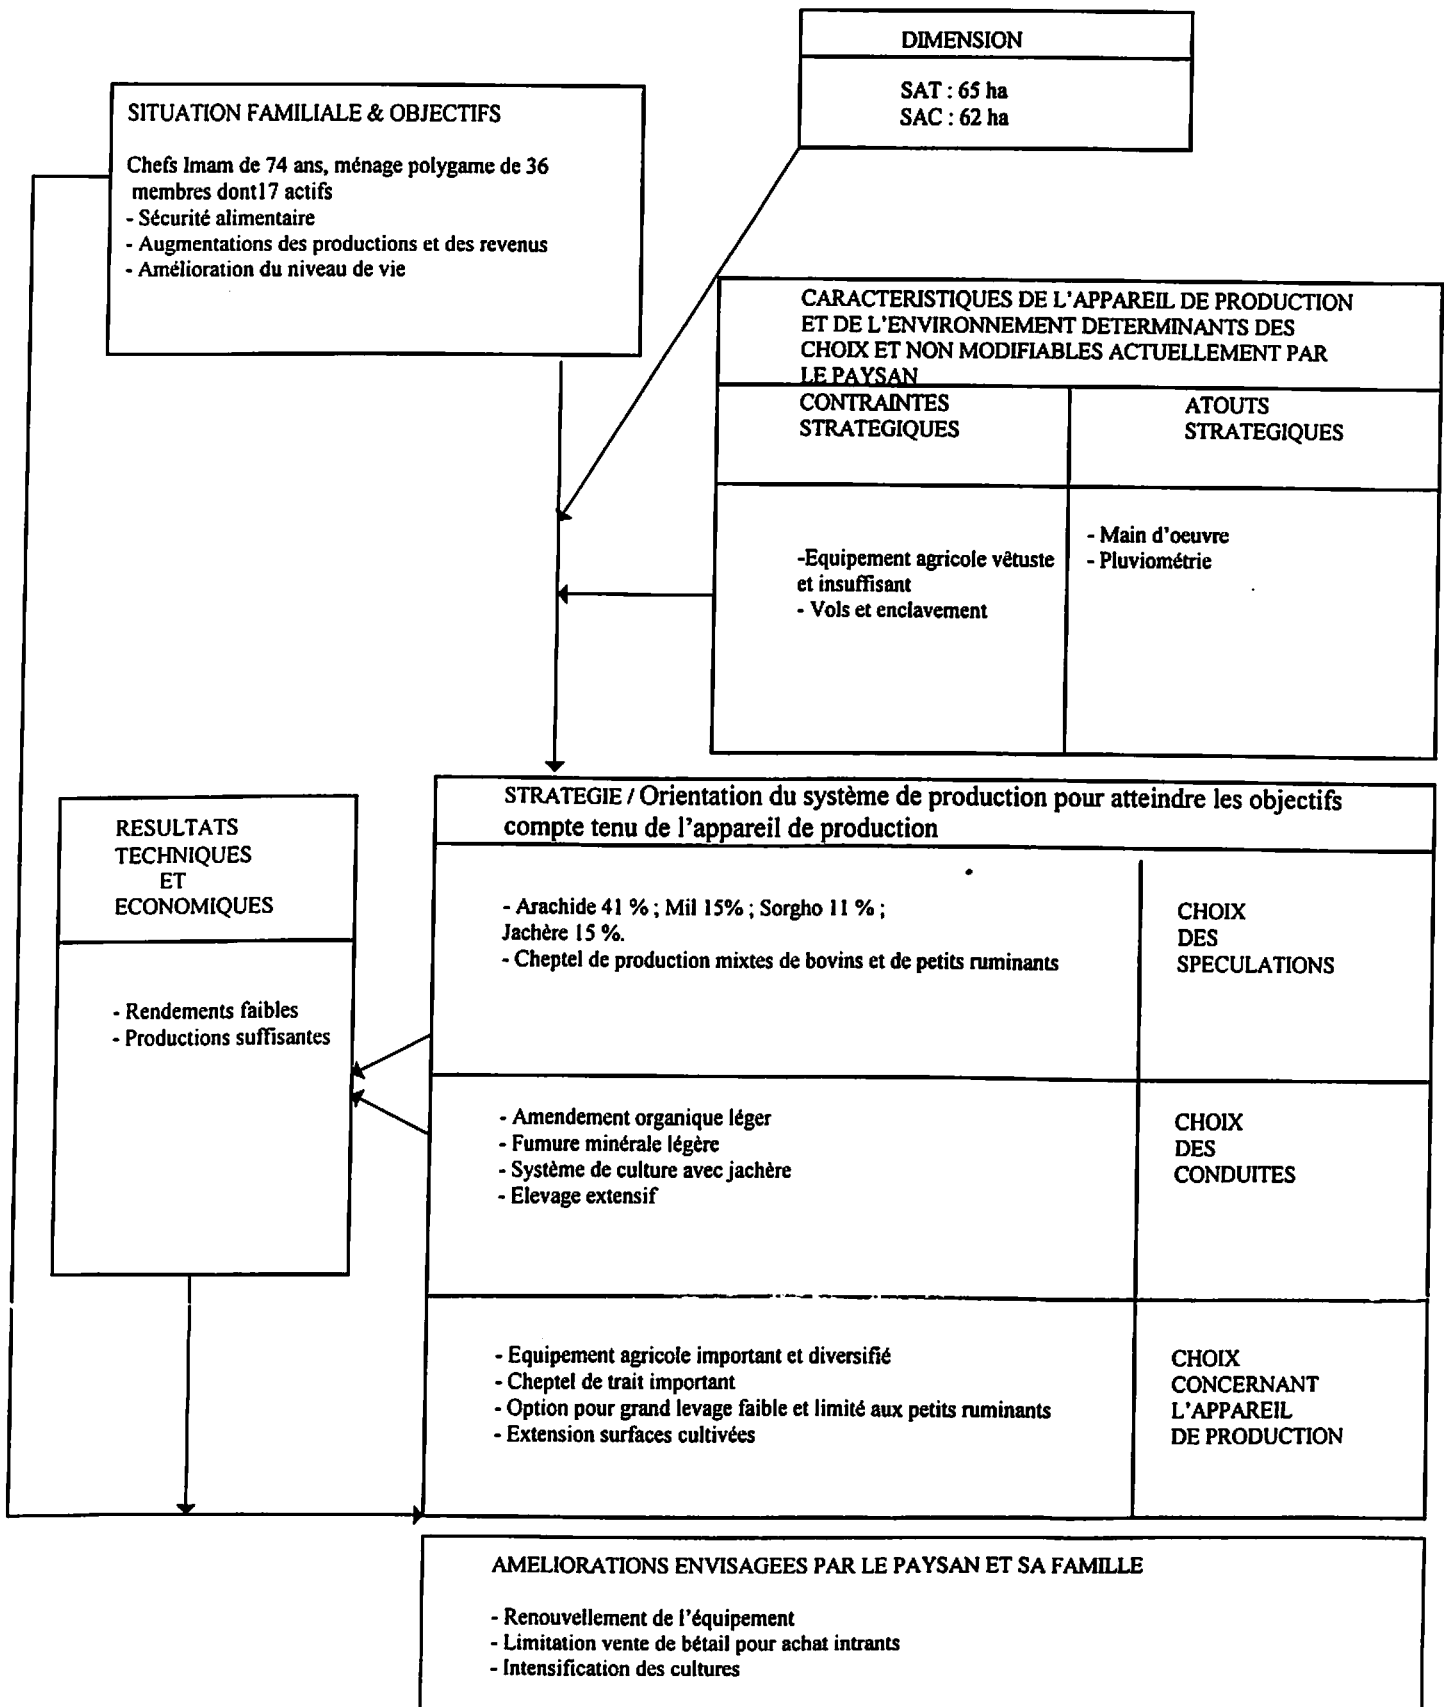 DIMENSION
SAT : 65 ha
SAC : 62 ha
SITUATION FAMILIALE & OBJECTIFS
Chefs Imam de 74 ans, ménage polygame de 36
membres dont17 actifs
- Sécurité alimentaire
- Augmentations des productions et des revenus
- Amélioration du niveau de vie
CARACTERISTIQUES DE L'APPAREIL DE PRODUCTION
ET DE L'ENVIRONNEMENT DETERMINANTS DES
CHOIX ET NON MODIFIABLES ACTUELLEMENT PAR
LE PAYSAN
CONTRAINTES
STRATEGIQUES
ATOUTS
STRATEGIQUES
-Equipement agricole vêtuste
et insuffisant
- Vols et enclavement
- Main d'oeuvre
- Pluviométrie
STRATEGIE / Orientation du système de production pour atteindre les objectifs
compte tenu de l'appareil de production
- Arachide 41 % ; Mil 15% ; Sorgho 11 % ;
Jachère 15 %.
- Cheptel de production mixtes de bovins et de petits ruminants
CHOIX
DES
SPECULATIONS
RESULTATS
TECHNIQUES
ET
ECONOMIQUES
- Rendements faibles
- Productions suffisantes
- Amendement organique léger
- Fumure minérale légère
- Système de culture avec jachère
- Elevage extensif
CHOIX
DES
CONDUITES
- Equipement agricole important et diversifié
- Cheptel de trait important
- Option pour grand levage faible et limité aux petits ruminants
- Extension surfaces cultivées
CHOIX
CONCERNANT
L'APPAREIL
DE PRODUCTION
AMELIORATIONS ENVISAGEES PAR LE PAYSAN ET SA FAMILLE
- Renouvellement de l'équipement
- Limitation vente de bétail pour achat intrants
- Intensification des cultures